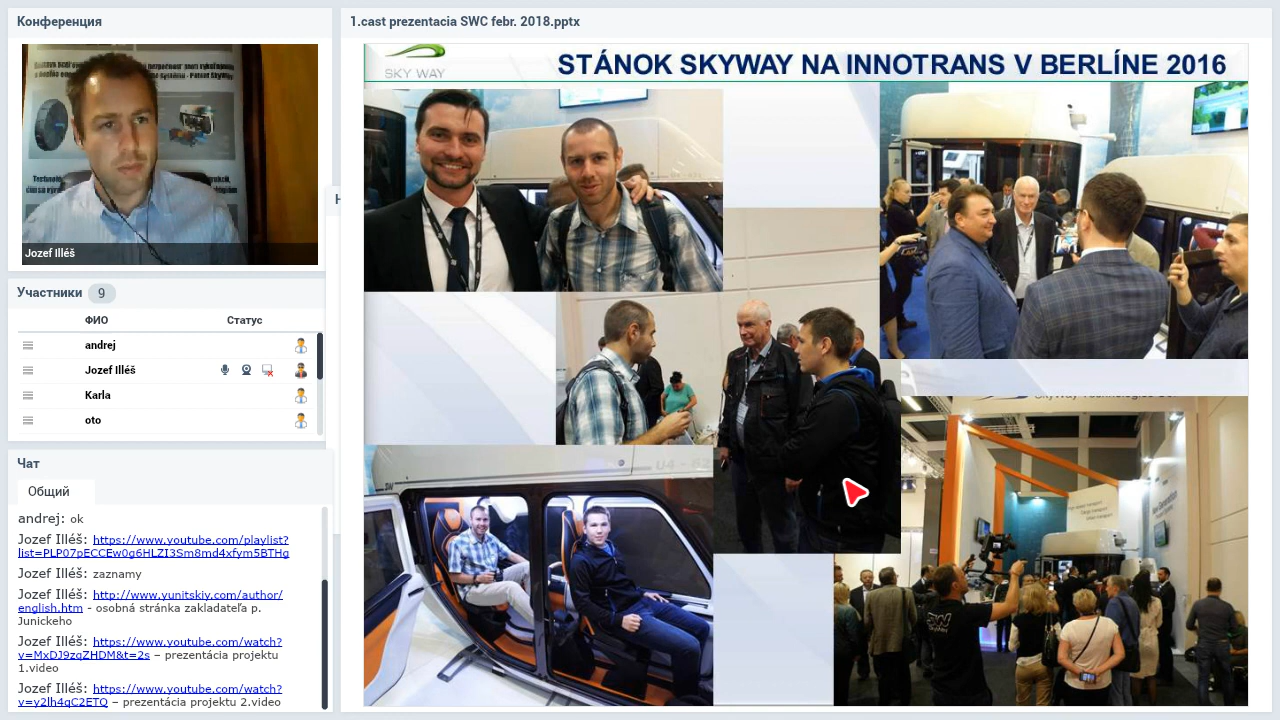 Конференция
Jozef Illéš
Участники 9
ФИО Статус
andrej
Jozef Illéš
Karla
oto
Чат
Общий
andrej: ok
Jozef Illéš: https://www.youtube.com/playlist?
list=PLP07pECCEw0g6HLZI3Sm8md4xfym5BTHg
Jozef Illéš: zaznamy
Jozef Illéš: http://www.yunitskiy.com/author/
english.htm - osobná stránka zakladateľa p.
Junickeho
Jozef Illéš: https://www.youtube.com/watch?
v=MxDJ9zqZHDM&t=2s – prezentácia projektu
1.video
Jozef Illéš: https://www.youtube.com/watch?
v=y2lh4qC2ETQ – prezentácia projektu 2.video
1.cast prezentacia SWC febr. 2018.pptx
SKY WAY
STÁNOK SKYWAY NA INNOTRANS V BERLÍNE 2016
U4 - 62